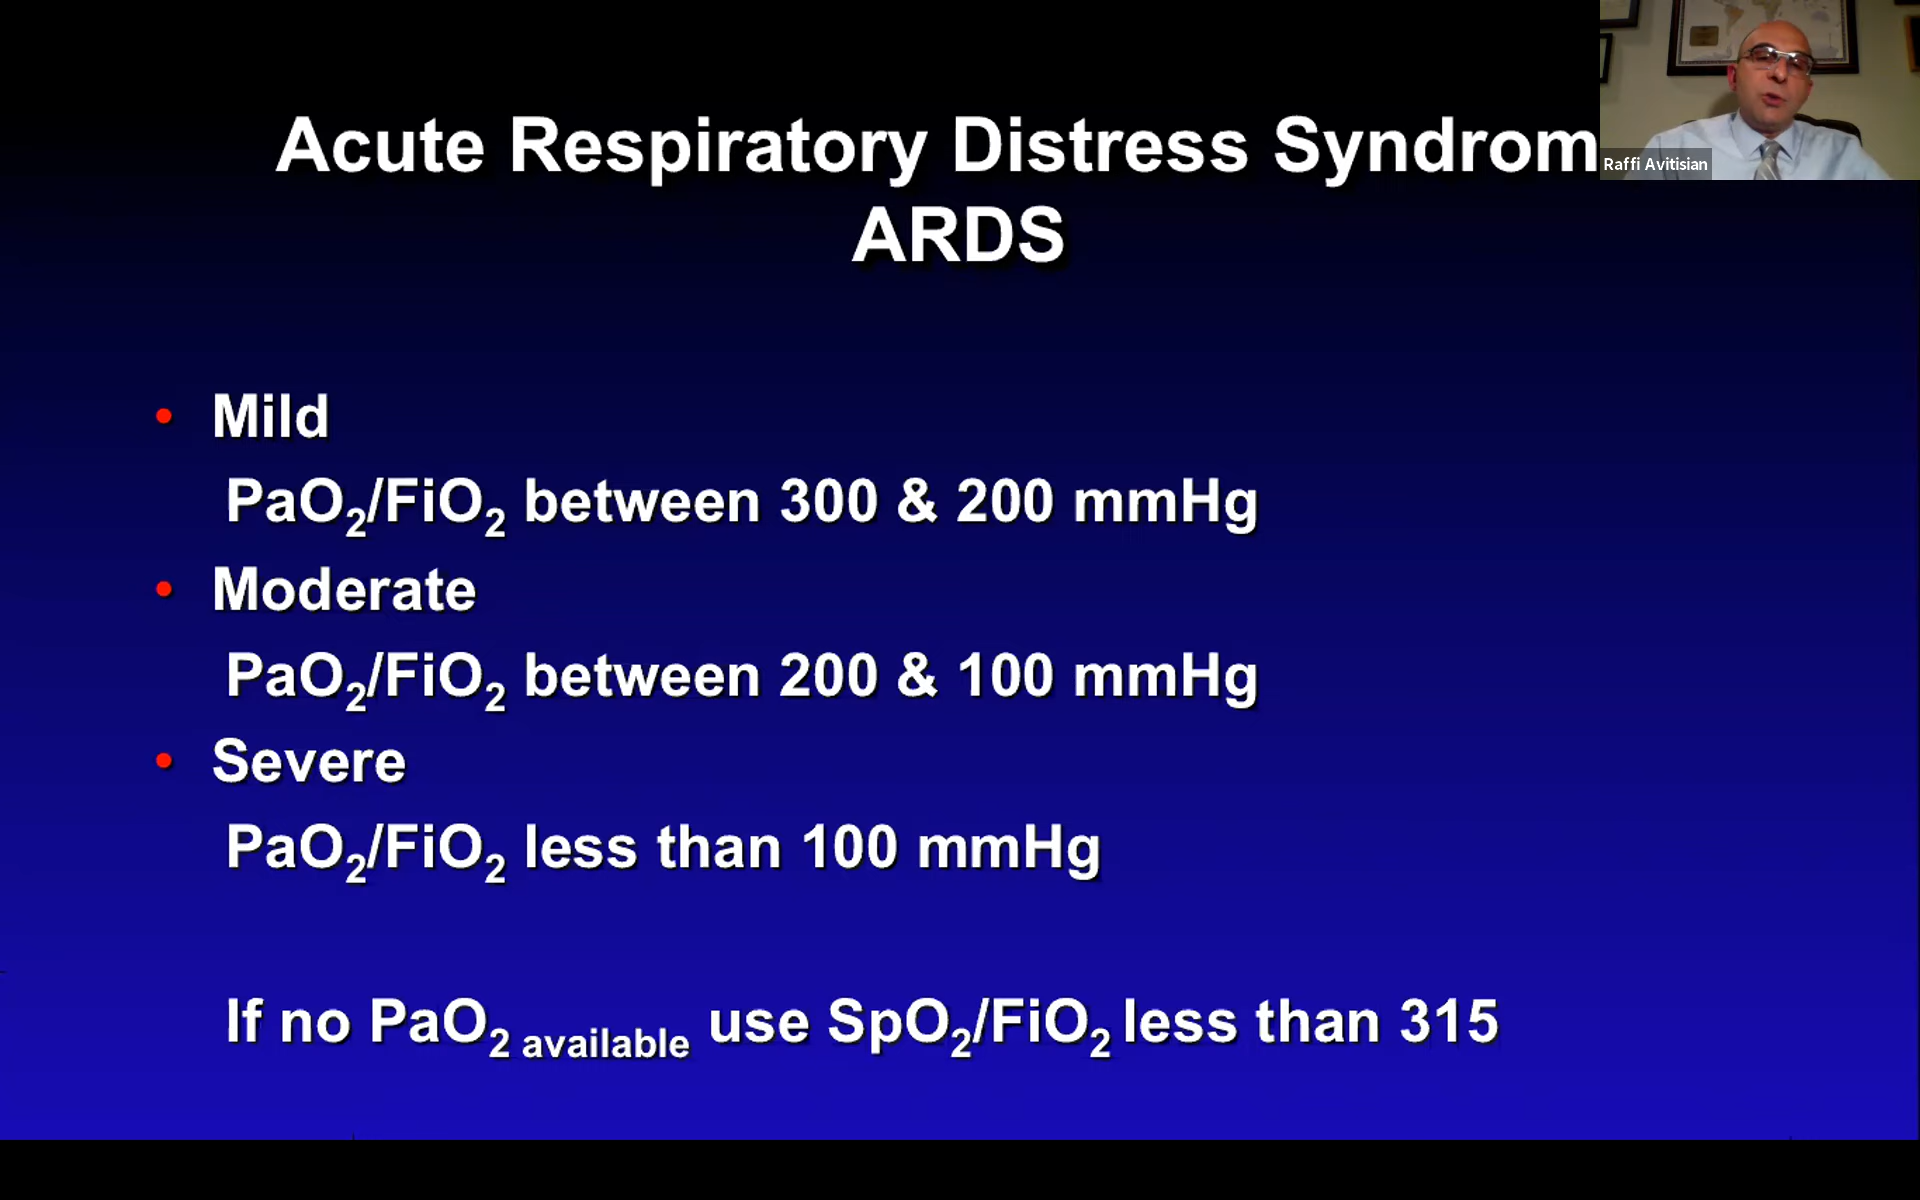 Acute Respiratory Distress Syndrom
ARDS
Raffi Avitisian
• Mild
PaO₂/FiO₂ between 300 & 200 mmHg
• Moderate
PaO₂/FiO₂ between 200 & 100 mmHg
• Severe
PaO₂/FiO₂ less than 100 mmHg
If no PaO₂ available use SpO₂/FiO₂ less than 315